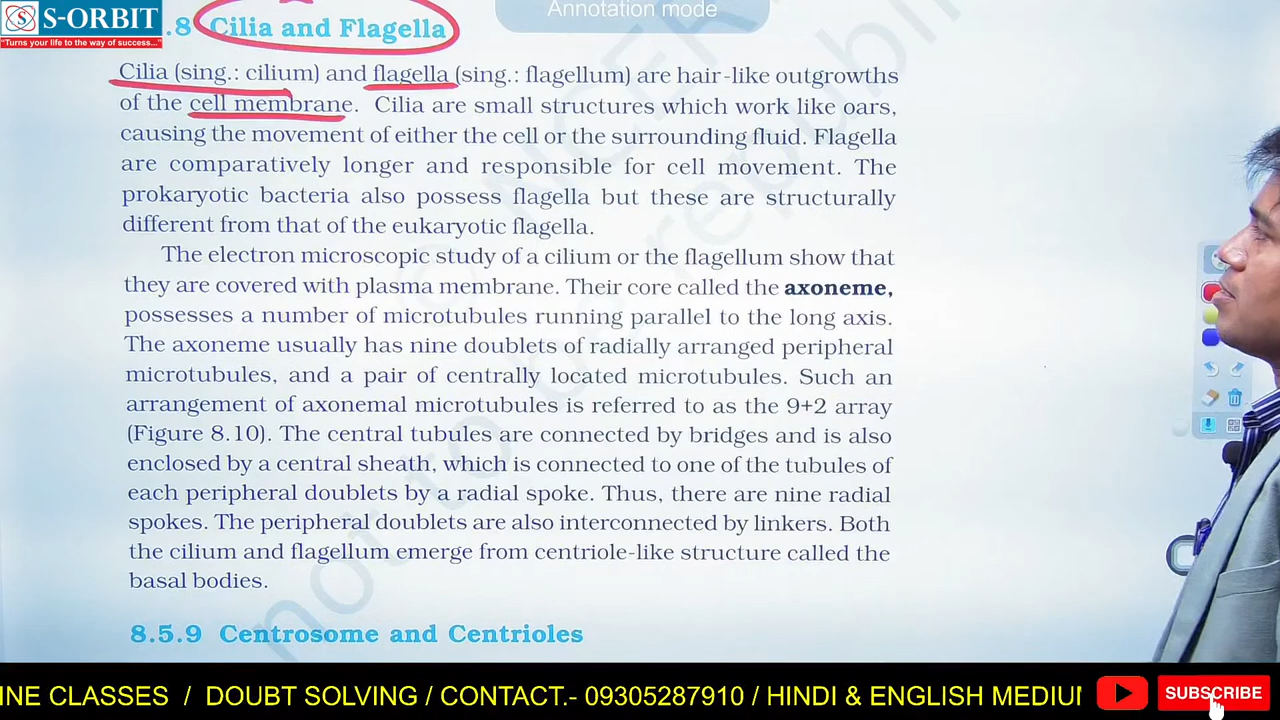 S-ORBIT
"Turns your life to the way of success..."
Annotation mode
.8 Cilia and Flagella
Cilia (sing.: cilium) and flagella (sing.: flagellum) are hair-like outgrowths
of the cell membrane. Cilia are small structures which work like oars,
causing the movement of either the cell or the surrounding fluid. Flagella
are comparatively longer and responsible for cell movement. The
prokaryotic bacteria also possess flagella but these are structurally
different from that of the eukaryotic flagella.
The electron microscopic study of a cilium or the flagellum show that
they are covered with plasma membrane. Their core called the axoneme,
possesses a number of microtubules running parallel to the long axis.
The axoneme usually has nine doublets of radially arranged peripheral
microtubules, and a pair of centrally located microtubules. Such an
arrangement of axonemal microtubules is referred to as the 9+2 array
(Figure 8.10). The central tubules are connected by bridges and is also
enclosed by a central sheath, which is connected to one of the tubules of
each peripheral doublets by a radial spoke. Thus, there are nine radial
spokes. The peripheral doublets are also interconnected by linkers. Both
the cilium and flagellum emerge from centriole-like structure called the
basal bodies.
not to republi
8.5.9 Centrosome and Centrioles
INE CLASSES / DOUBT SOLVING / CONTACT.- 09305287910 / HINDI & ENGLISH MEDIU
SUBSCRIBE